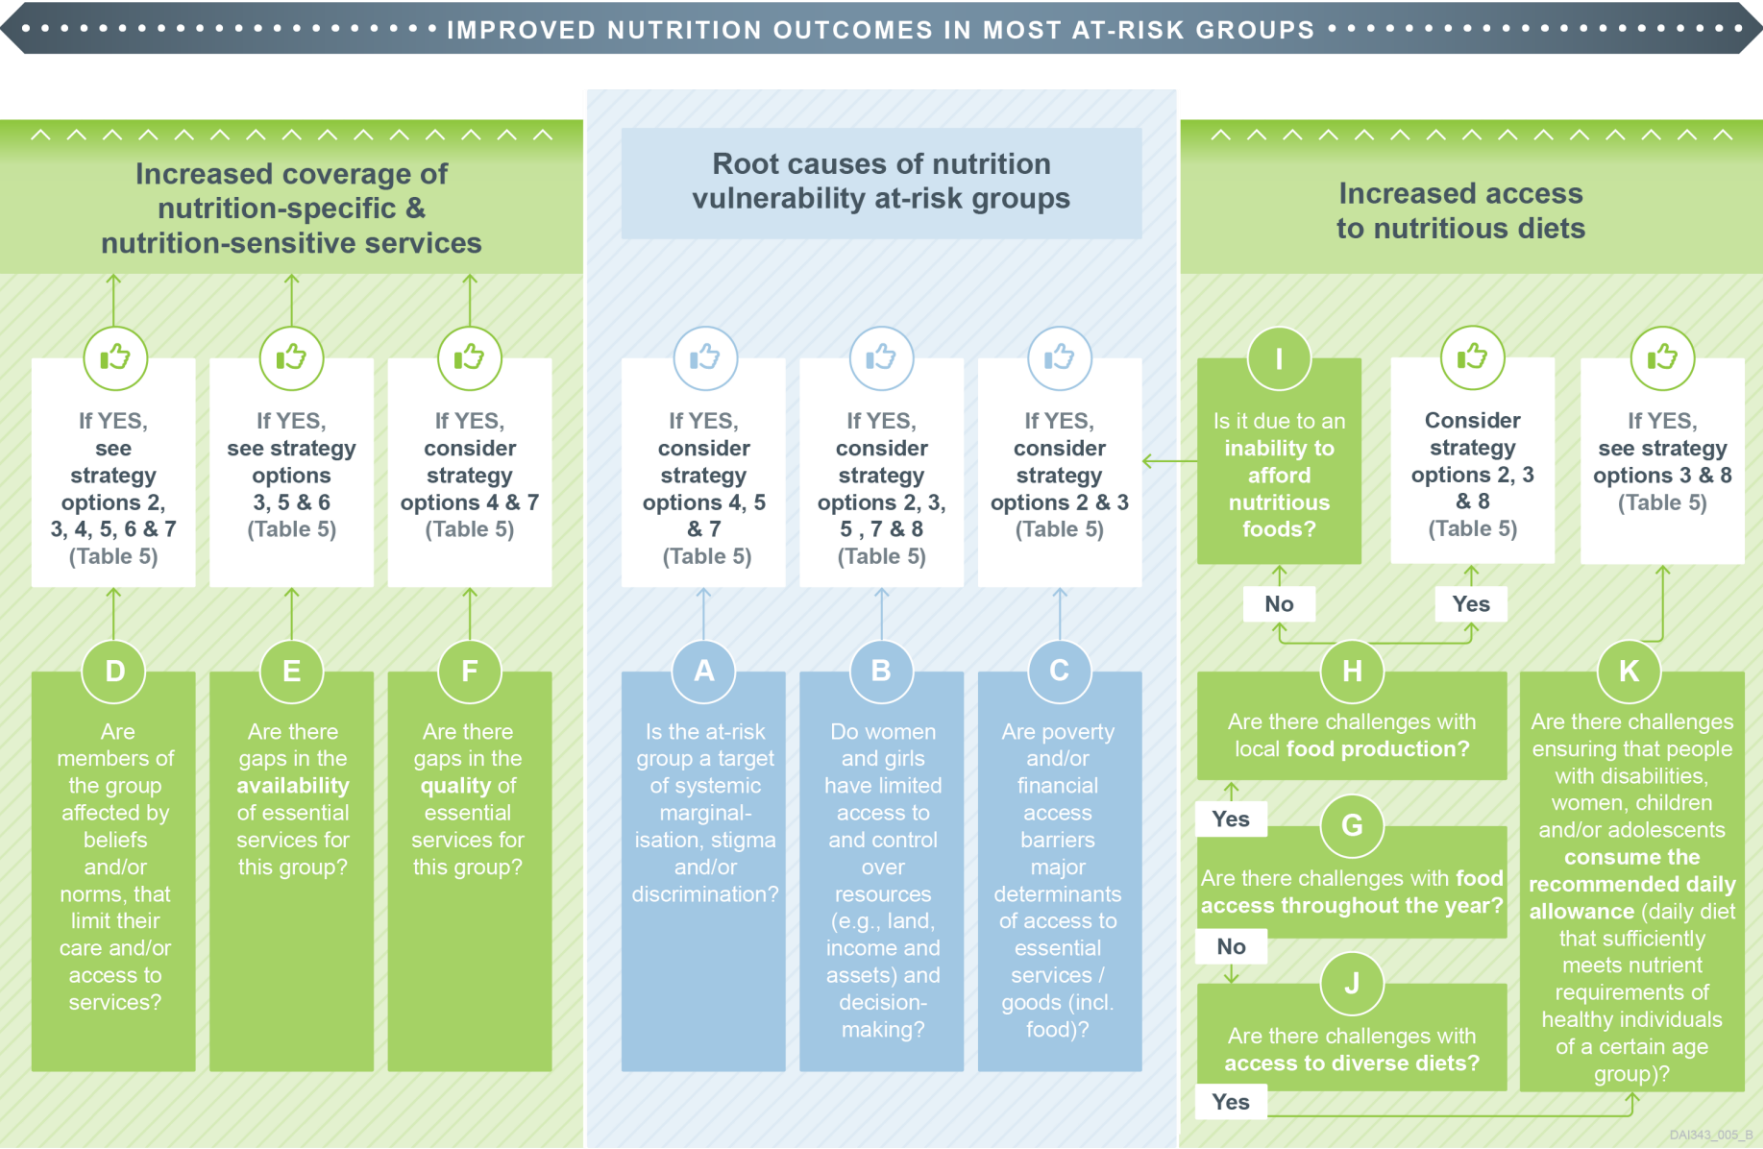 IMPROVED NUTRITION OUTCOMES IN MOST AT-RISK GROUPS
Increased coverage of
nutrition-specific &
nutrition-sensitive services
If YES,
see
strategy
options 2,
3, 4, 5, 6 & 7
(Table 5)
If YES,
see strategy
options
3, 5 & 6
(Table 5)
If YES,
consider
strategy
options 4 & 7
(Table 5)
D
Are
members of
the group
affected by
beliefs
and/or
norms, that
limit their
care and/or
access to
services?
E
Are there
gaps in the
availability
of essential
services for
this group?
F
Are there
gaps in the
quality of
essential
services for
this group?
Root causes of nutrition
vulnerability at-risk groups
If YES,
consider
strategy
options 4, 5
& 7
(Table 5)
If YES,
consider
strategy
options 2, 3,
5 , 7 & 8
(Table 5)
If YES,
consider
strategy
options 2 & 3
(Table 5)
A
Is the at-risk
group a target
of systemic
marginal-
isation, stigma
and/or
discrimination?
B
Do women
and girls
have limited
access to
and control
over
resources
(e.g., land,
income and
assets) and
decision-
making?
C
Are poverty
and/or
financial
access
barriers
major
determinants
of access to
essential
services /
goods (incl.
food)?
Increased access
to nutritious diets
I
Is it due to an
inability to
afford
nutritious
foods?
Consider
strategy
options 2, 3
& 8
(Table 5)
If YES,
see strategy
options 3 & 8
(Table 5)
No
Yes
H
Are there challenges with
local food production?
Yes
G
Are there challenges with food
access throughout the year?
No
J
Are there challenges with
access to diverse diets?
Yes
K
Are there challenges
ensuring that people
with disabilities,
women, children
and/or adolescents
consume the
recommended daily
allowance (daily diet
that sufficiently
meets nutrient
requirements of
healthy individuals
of a certain age
group)?
DAI343_005_B